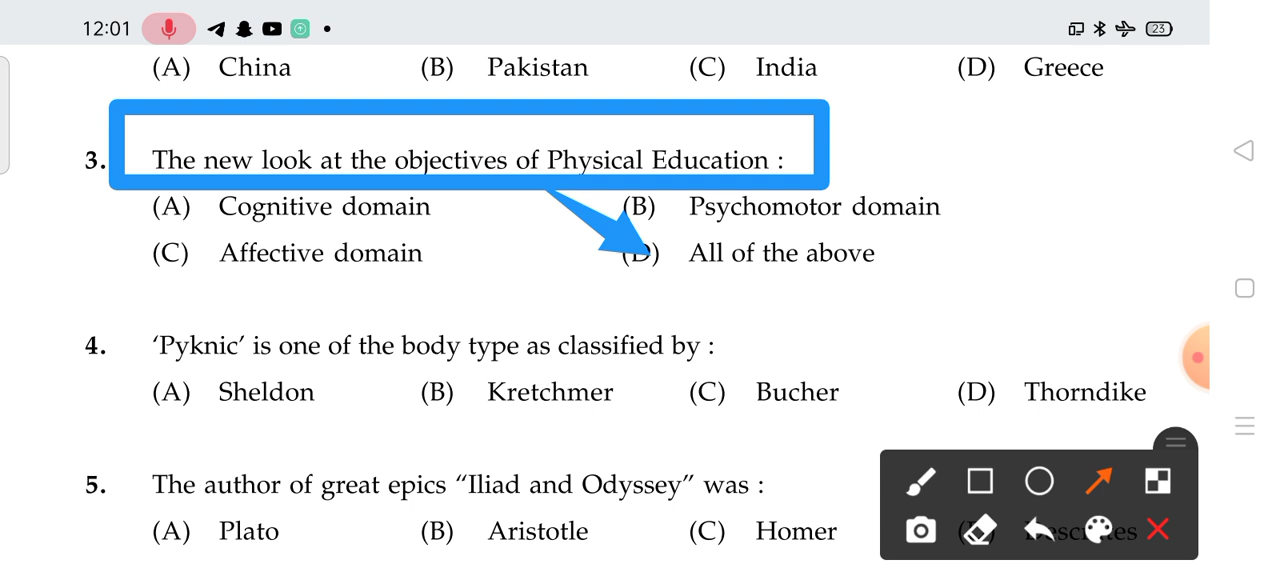 12:01
23
(A) China (B) Pakistan (C) India (D) Greece
3. The new look at the objectives of Physical Education :
(A) Cognitive domain (B) Psychomotor domain
(C) Affective domain (D) All of the above
4. ‘Pyknic’ is one of the body type as classified by :
(A) Sheldon (B) Kretchmer (C) Bucher (D) Thorndike
5. The author of great epics “Iliad and Odyssey” was :
(A) Plato (B) Aristotle (C) Homer